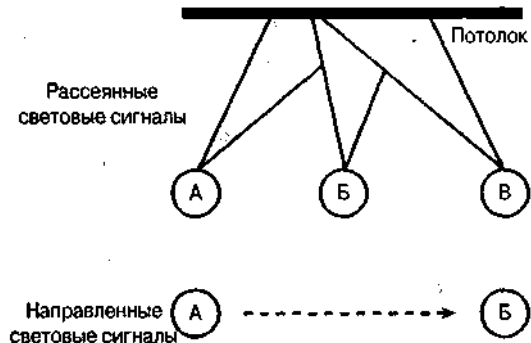 Потолок
Рассеянные
световые сигналы
А
Б
В
Направленные
световые сигналы
А
Б